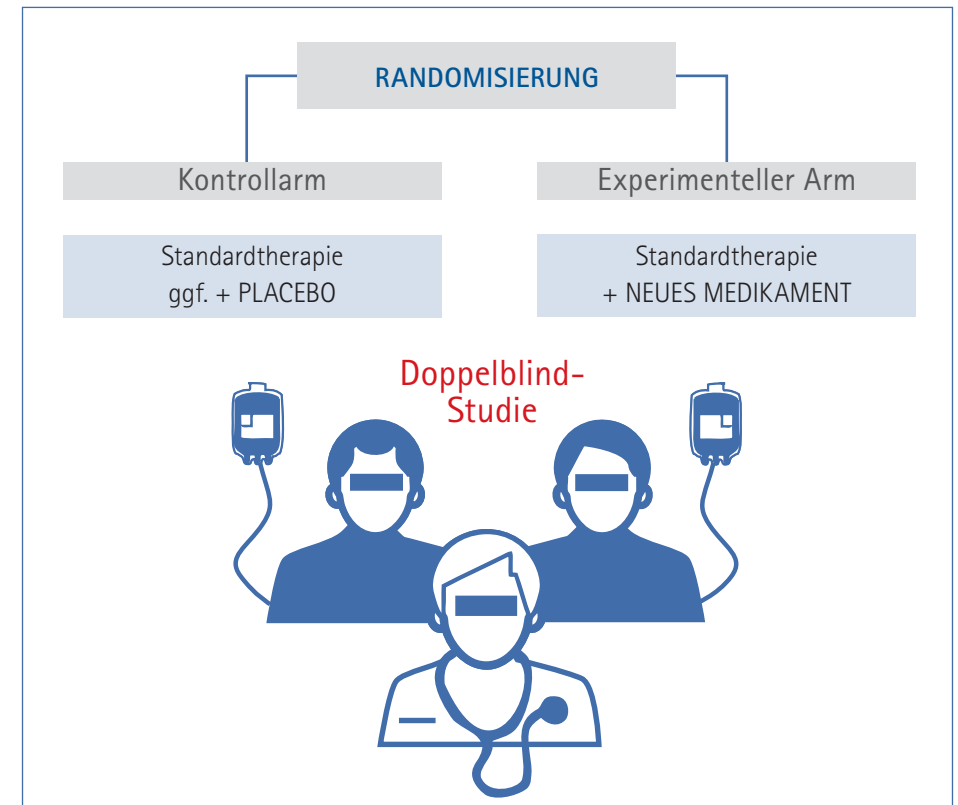 RANDOMISIERUNG
Kontrollarm
Experimenteller Arm
Standardtherapie
ggf. + PLACEBO
Standardtherapie
+ NEUES MEDIKAMENT
Doppelblind-
Studie